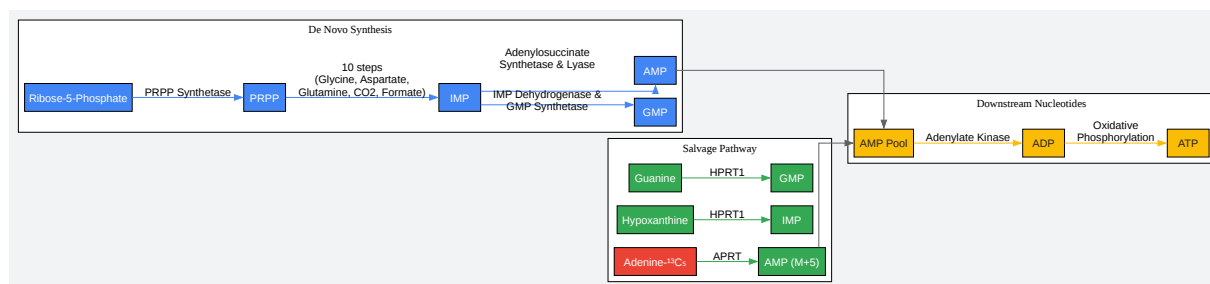 De Novo Synthesis
Ribose-5-Phosphate
PRPP Synthetase
PRPP
10 steps
(Glycine, Aspartate,
Glutamine, CO2, Formate)
IMP
Adenylosuccinate
Synthetase & Lyase
AMP
IMP Dehydrogenase &
GMP Synthetase
GMP
Salvage Pathway
Guanine
HPRT1
GMP
Hypoxanthine
HPRT1
IMP
Adenine-¹³C₅
APRT
AMP (M+5)
Downstream Nucleotides
AMP Pool
Adenylate Kinase
ADP
Oxidative
Phosphorylation
ATP